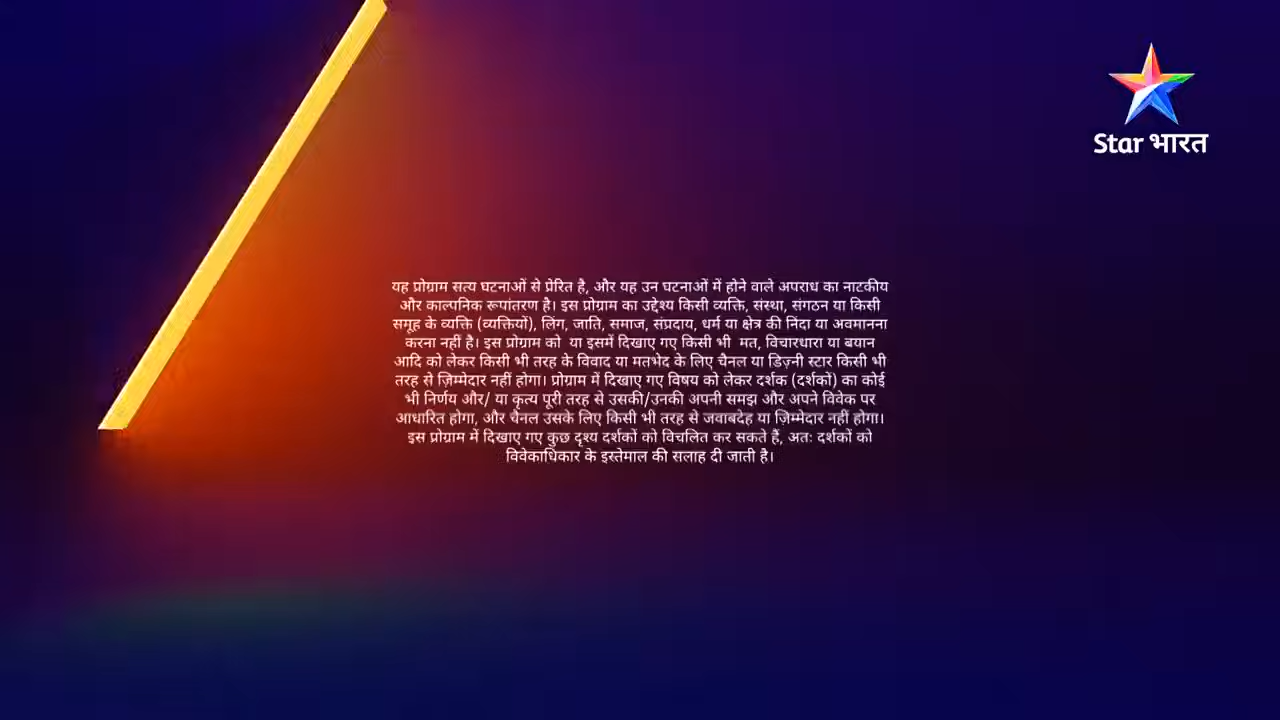 Star भारत
यह प्रोग्राम सत्य घटनाओं से प्रेरित है, और यह उन घटनाओं में होने वाले अपराध का नाटकीय
और काल्पनिक रूपांतरण है। इस प्रोग्राम का उद्देश्य किसी व्यक्ति, संस्था, संगठन या किसी
समूह के व्यक्ति (व्यक्तियों), लिंग, जाति, समाज, संप्रदाय, धर्म या क्षेत्र की निंदा या अवमानना
करना नहीं है। इस प्रोग्राम को या इसमें दिखाए गए किसी भी मत, विचारधारा या बयान
आदि को लेकर किसी भी तरह के विवाद या मतभेद के लिए चैनल या डिज़्नी स्टार किसी भी
तरह से ज़िम्मेदार नहीं होगा। प्रोग्राम में दिखाए गए विषय को लेकर दर्शक (दर्शकों) का कोई
भी निर्णय और/ या कृत्य पूरी तरह से उसकी/उनकी अपनी समझ और अपने विवेक पर
आधारित होगा, और चैनल उसके लिए किसी भी तरह से जवाबदेह या ज़िम्मेदार नहीं होगा।
इस प्रोग्राम में दिखाए गए कुछ दृश्य दर्शकों को विचलित कर सकते हैं, अतः दर्शकों को
विवेकाधिकार के इस्तेमाल की सलाह दी जाती है।